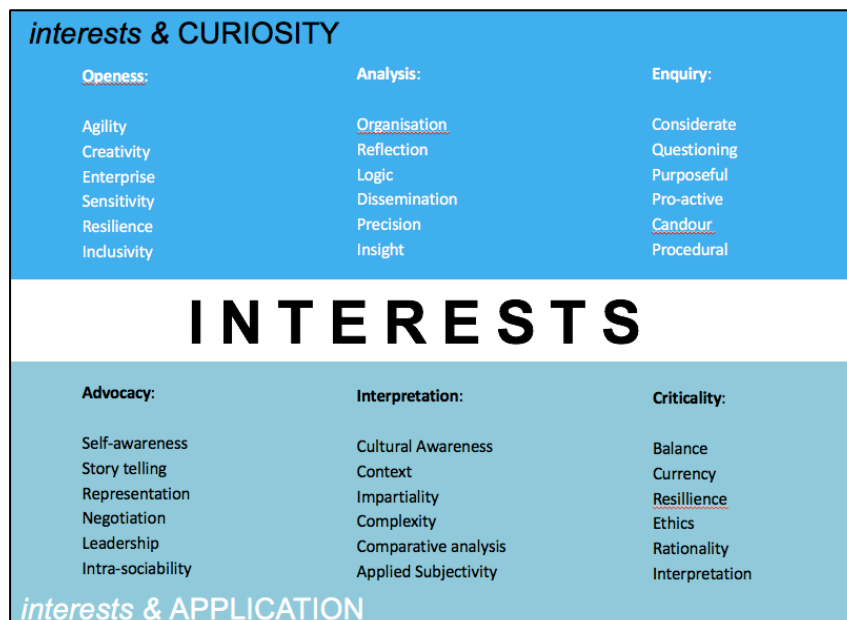 interests & CURIOSITY
Openess:
Agility
Creativity
Enterprise
Sensitivity
Resilience
Inclusivity
Analysis:
Organisation
Reflection
Logic
Dissemination
Precision
Insight
Enquiry:
Considerate
Questioning
Purposeful
Pro-active
Candour
Procedural
INTERESTS
Advocacy:
Self-awareness
Story telling
Representation
Negotiation
Leadership
Intra-sociability
Interpretation:
Cultural Awareness
Context
Impartiality
Complexity
Comparative analysis
Applied Subjectivity
Criticality:
Balance
Currency
Resillience
Ethics
Rationality
Interpretation
interests & APPLICATION